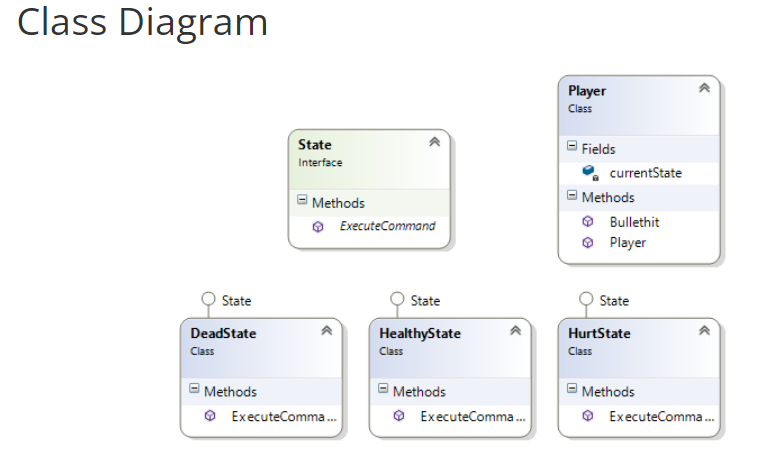 Class Diagram
Player
Class
Fields
currentState
Methods
Bullethit
Player
State
Interface
Methods
ExecuteCommand
State
DeadState
Class
Methods
ExecuteComma...
State
HealthyState
Class
Methods
ExecuteComma...
State
HurtState
Class
Methods
ExecuteComma...